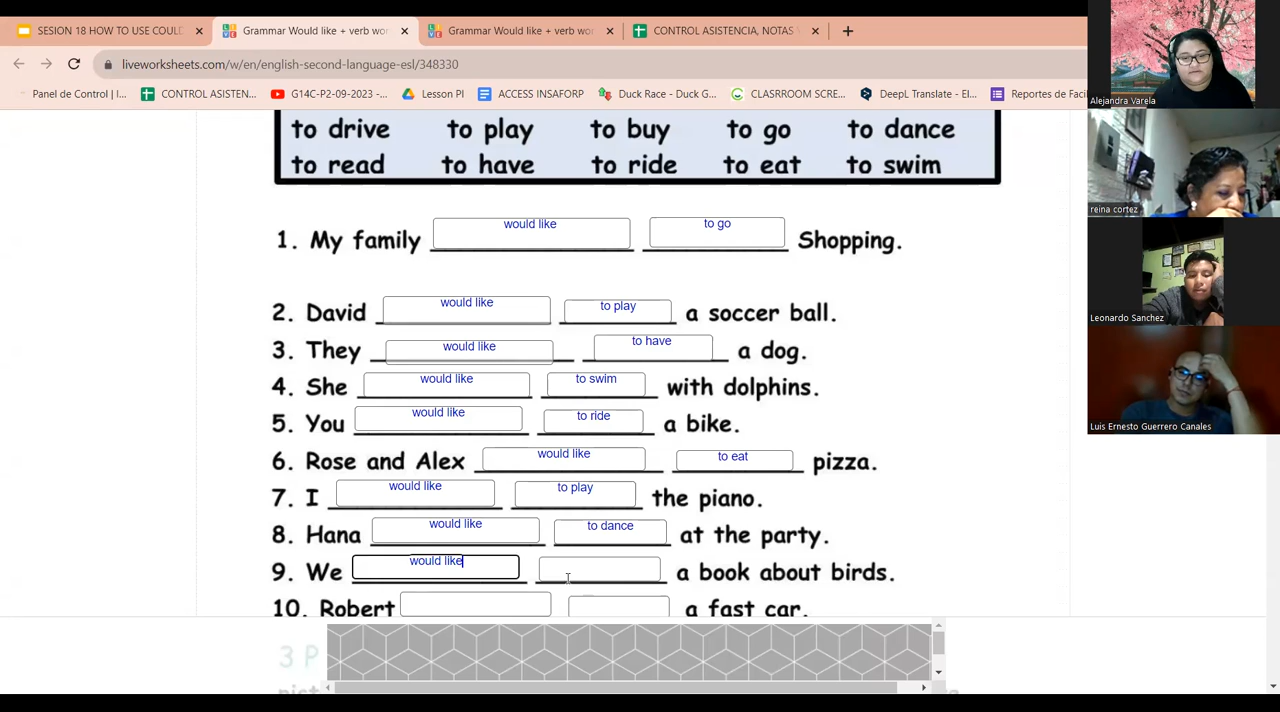 SESION 18 HOW TO USE COULD
Grammar Would like + verb wor
Grammar Would like + verb wor
CONTROL ASISTENCIA, NOTAS
liveworksheets.com/w/en/english-second-language-esl/348330
Panel de Control | I...
CONTROL ASISTEN...
G14C-P2-09-2023 -...
Lesson Pl
ACCESS INSAFORP
Duck Race - Duck G...
CLASRROOM SCRE...
DeepL Translate - El...
Reportes de Facil
to drive to play to buy to go to dance
to read to have to ride to eat to swim
1. My family would like to go Shopping.
2. David would like to play a soccer ball.
3. They would like to have a dog.
4. She would like to swim with dolphins.
5. You would like to ride a bike.
6. Rose and Alex would like to eat pizza.
7. I would like to play the piano.
8. Hana would like to dance at the party.
9. We would like a book about birds.
10. Robert a fast car.
3 P
Alejandra Varela
reina cortez
Leonardo Sanchez
Luis Ernesto Guerrero Canales